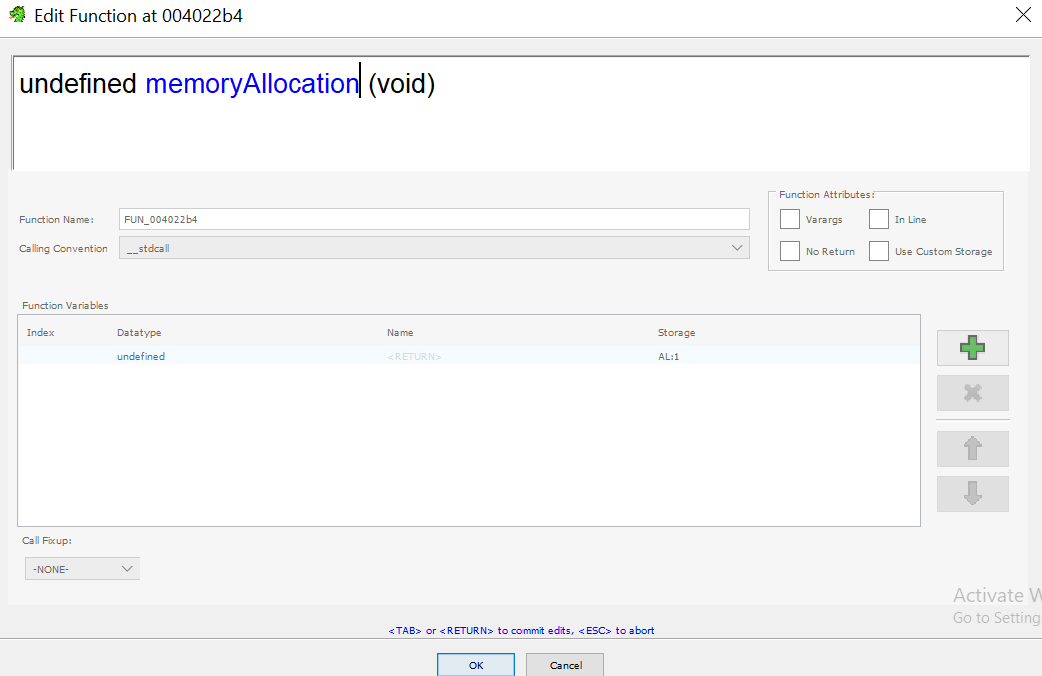 Edit Function at 004022b4
undefined memoryAllocation (void)
Function Attributes:
Function Name: FUN_004022b4
Varargs In Line
Calling Convention __stdcall
No Return Use Custom Storage
Function Variables
Index Datatype Name Storage
undefined <RETURN> AL:1
Call Fixup:
-NONE-
Activate W
Go to Setting
<TAB> or <RETURN> to commit edits, <ESC> to abort
OK Cancel